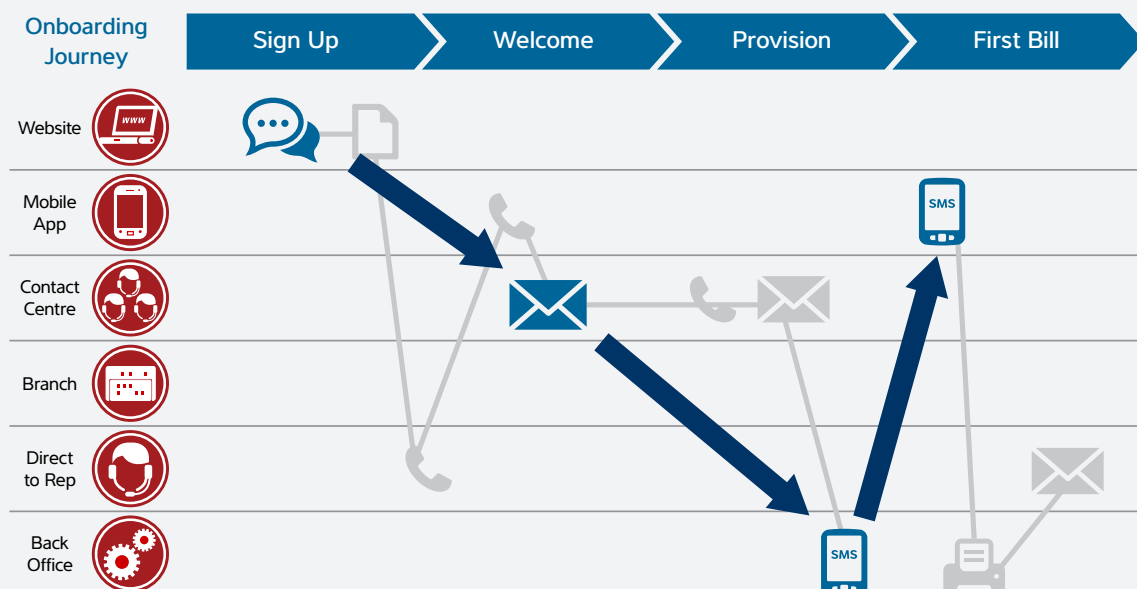 Onboarding
Journey
Sign Up
Welcome
Provision
First Bill
Website
www
Mobile
App
SMS
Contact
Centre
Branch
Direct
to Rep
Back
Office
SMS